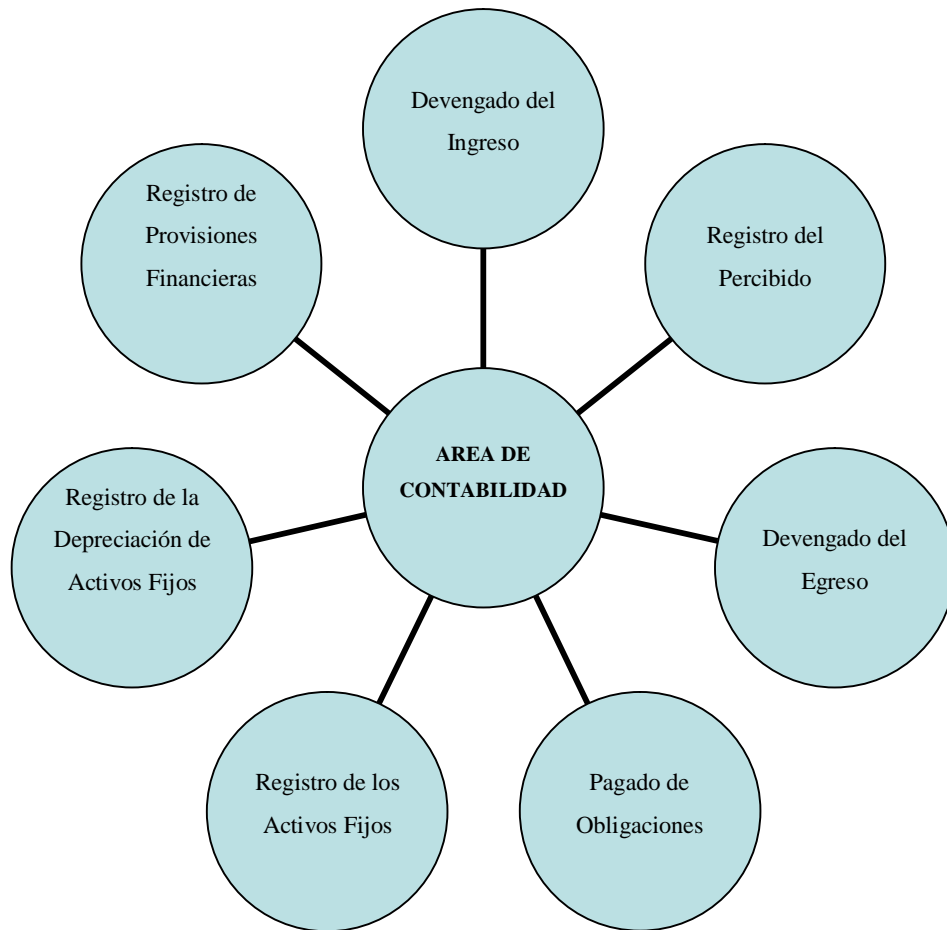 Devengado del
Ingreso
Registro de
Provisiones
Financieras
Registro del
Percibido
AREA DE
CONTABILIDAD
Registro de la
Depreciación de
Activos Fijos
Devengado del
Egreso
Registro de los
Activos Fijos
Pagado de
Obligaciones